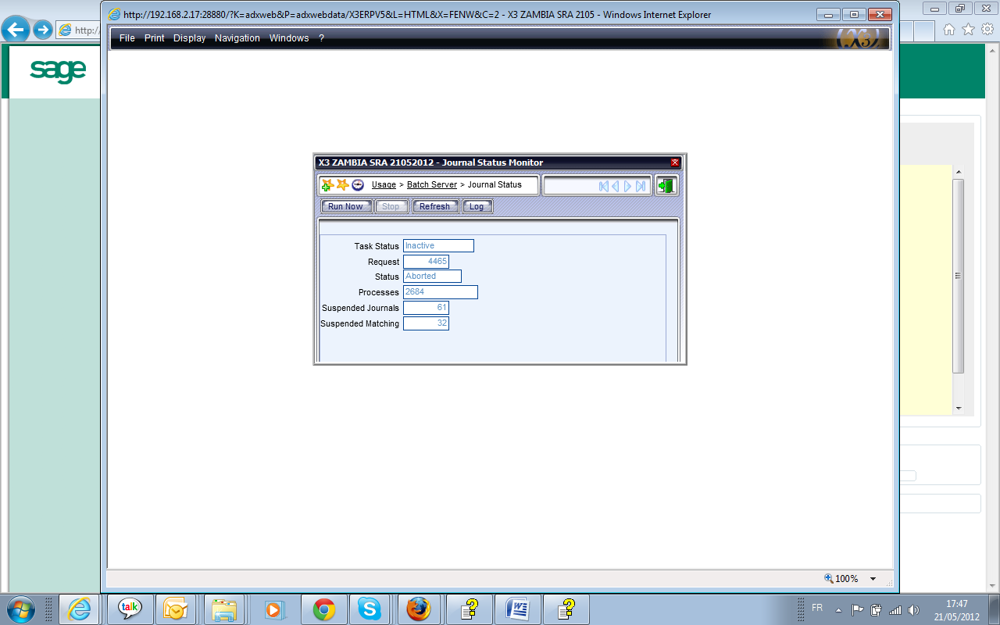 http://192.168.2.17:28880/?K=adxweb&P=adxwebdata/X3ERPV5&L=HTML&X=FENW&C=2 - X3 ZAMBIA SRA 2105 - Windows Internet Explorer
http:/
File Print Display Navigation Windows ?
(X3)
sage
X3 ZAMBIA SRA 21052012 - Journal Status Monitor
Usage > Batch Server > Journal Status
Run Now Stop Refresh Log
Task Status Inactive
Request 4465
Status Aborted
Processes 2684
Suspended Journals 61
Suspended Matching 32
100%
talk
FR
17:47
21/05/2012